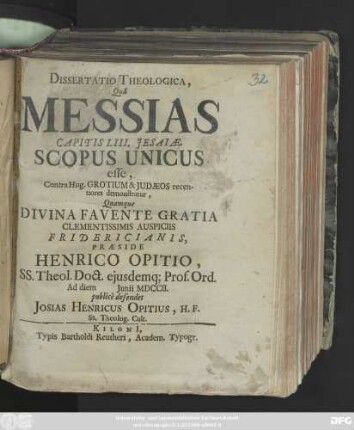 32
DISSERTATIO THEOLOGICA,
Quâ
MESSIAS
CAPITIS LIII. JESAIÆ
SCOPUS UNICUS
esse,
Contra Hug. GROTIUM & JUDÆOS recen-
tiores demonstratur,
Quamque
DIVINA FAVENTE GRATIA
CLEMENTISSIMIS AUSPICIIS
FRIDERICIANIS,
PRÆSIDE
HENRICO OPITIO,
SS. Theol. Doct. ejusdemq; Prof. Ord.
Ad diem Junii MDCCII.
publicè defendet
JOSIAS HENRICUS OPITIUS, H. F.
SS. Theolog. Cult.
KILONI,
Typis Bartholdi Reutheri, Academ. Typogr.
DFG